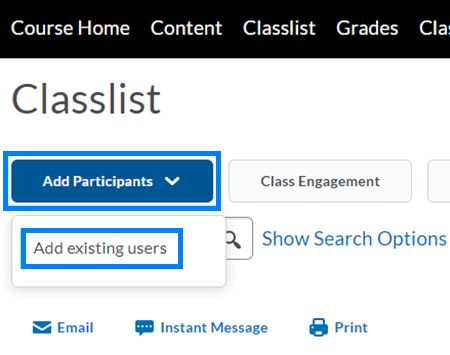 Course Home Content Classlist Grades Cla
Classlist
Add Participants Class Engagement
Add existing users
Show Search Options
Email Instant Message Print